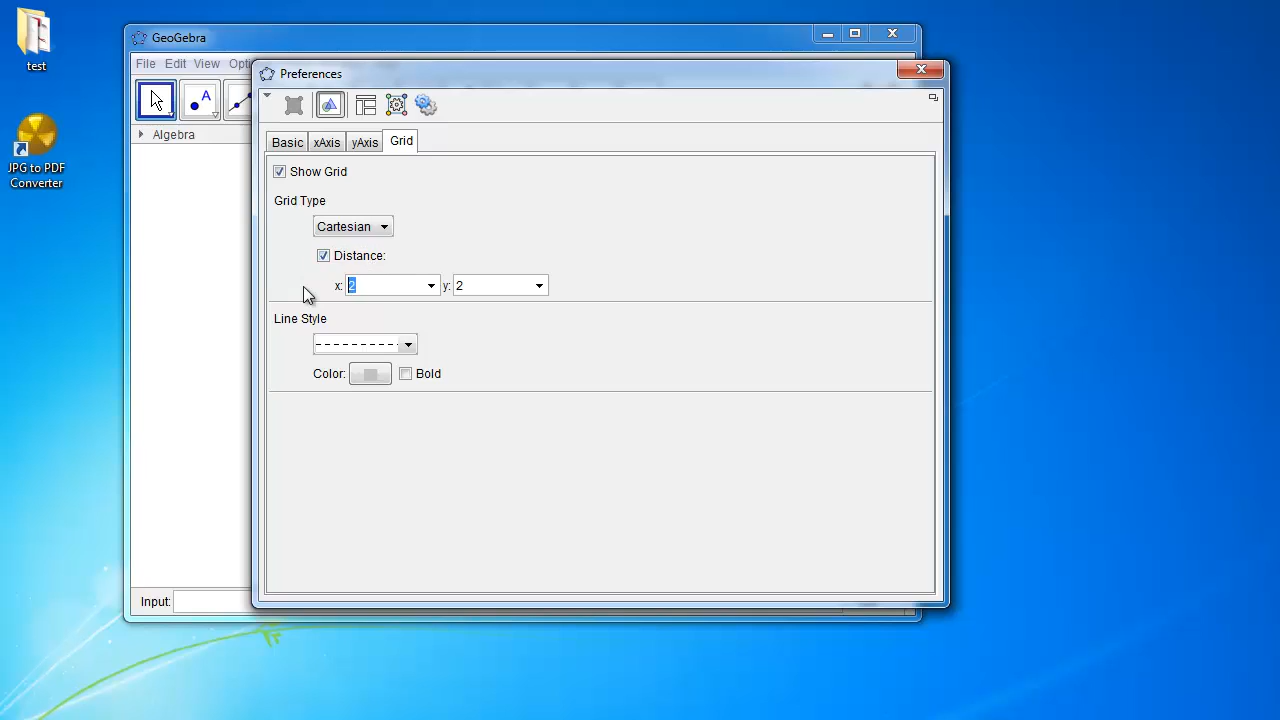 test
JPG to PDF
Converter
GeoGebra
File Edit View
Preferences
A
Algebra
Basic xAxis yAxis Grid
Show Grid
Grid Type
Cartesian
Distance:
x: 2 y: 2
Line Style
Color: Bold
Input: